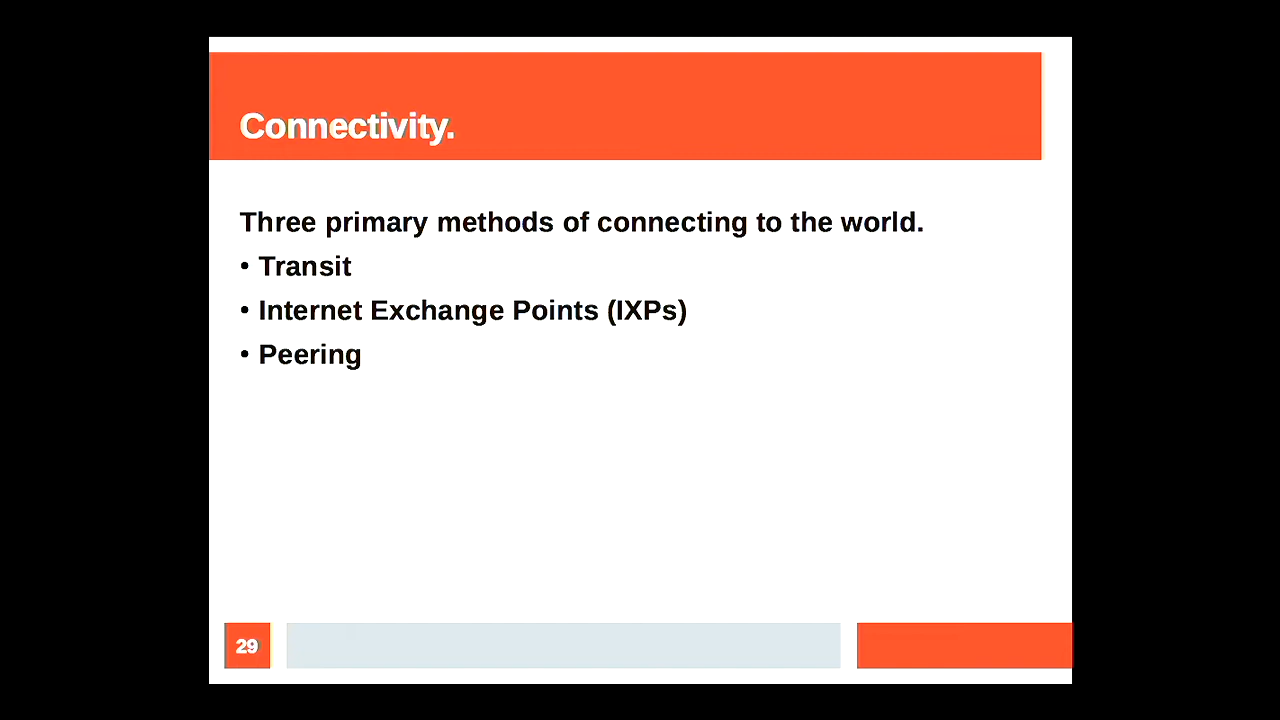 Connectivity.
Three primary methods of connecting to the world.
• Transit
• Internet Exchange Points (IXPs)
• Peering
29